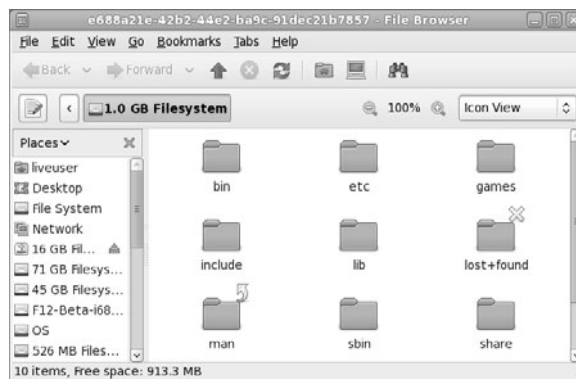 e688a21e-42b2-44e2-ba9c-91dec21b7857 - File Browser
File Edit View Go Bookmarks Tabs Help
Back Forward
1.0 GB Filesystem 100% Icon View
Places
liveuser
Desktop
File System
Network
16 GB Fil...
71 GB Filesys...
45 GB Filesys...
F12-Beta-i68...
OS
526 MB Files...
bin etc games
include lib lost+found
man sbin share
10 items, Free space: 913.3 MB